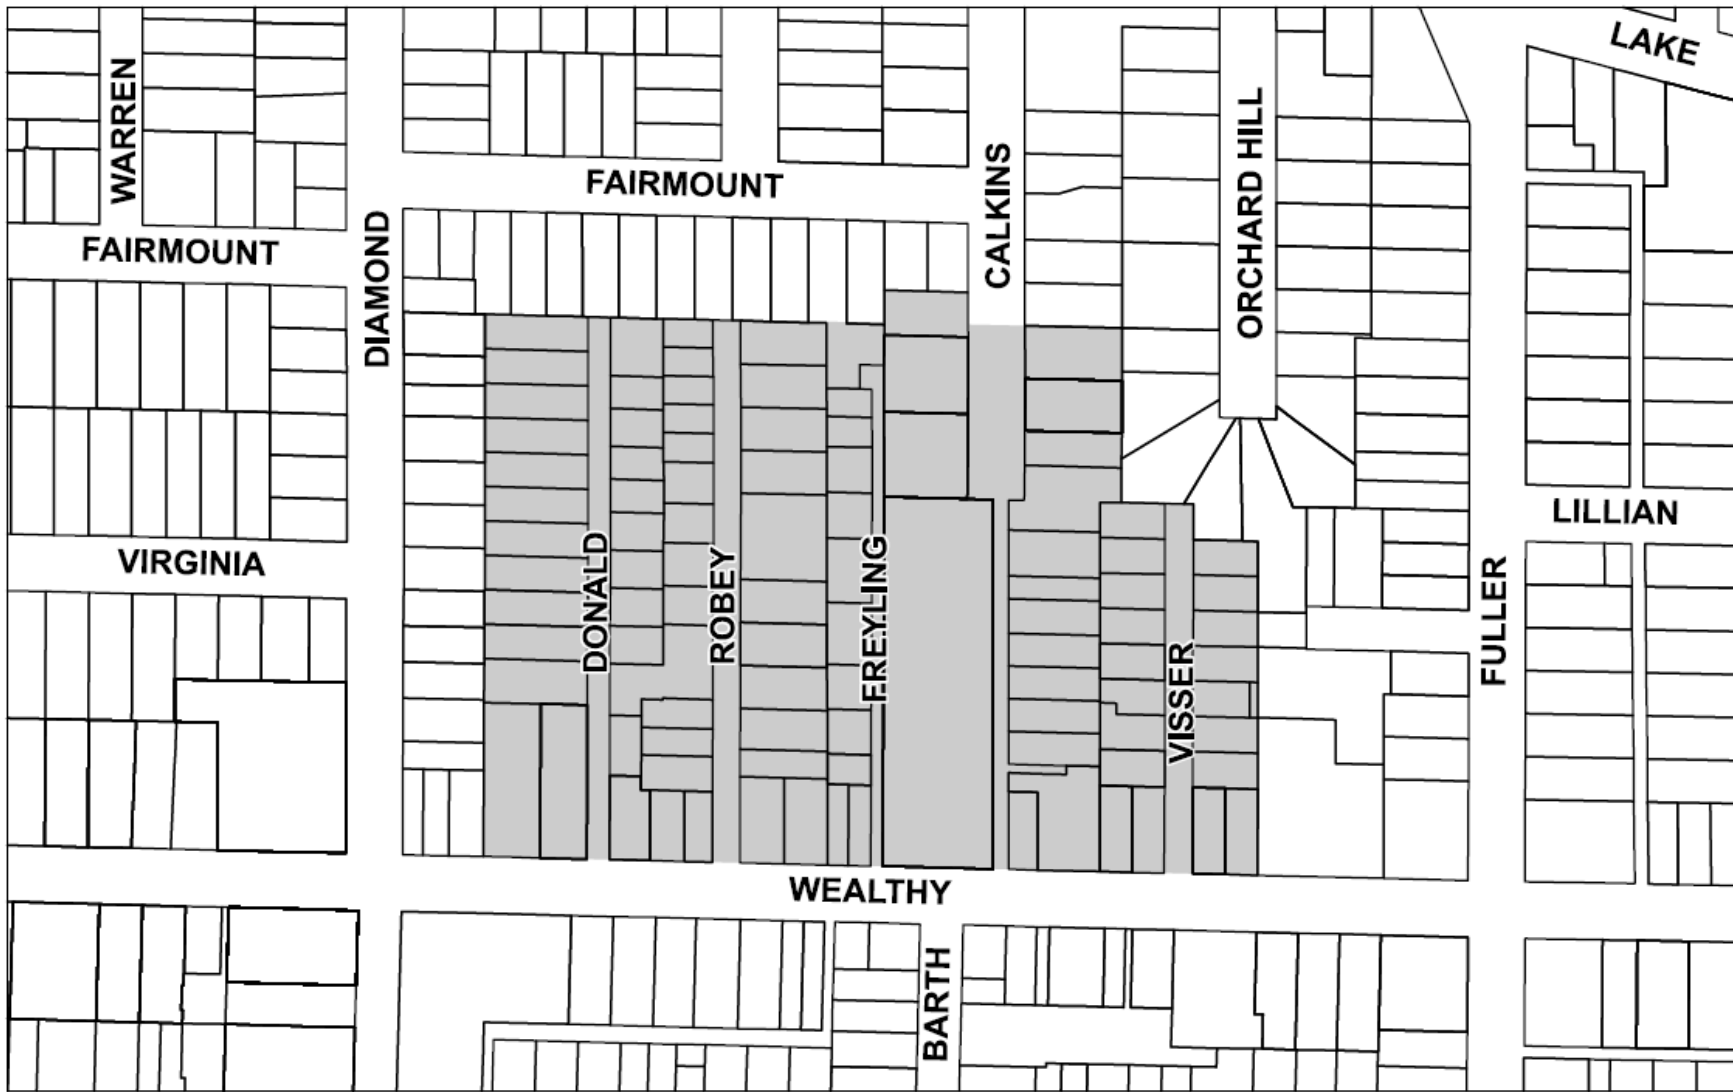 LAKE
WARREN
FAIRMOUNT
CALKINS
ORCHARD HILL
FAIRMOUNT
DIAMOND
LILLIAN
VIRGINIA
DONALD
ROBEY
FREYLING
FULLER
VISSER
WEALTHY
BARTH